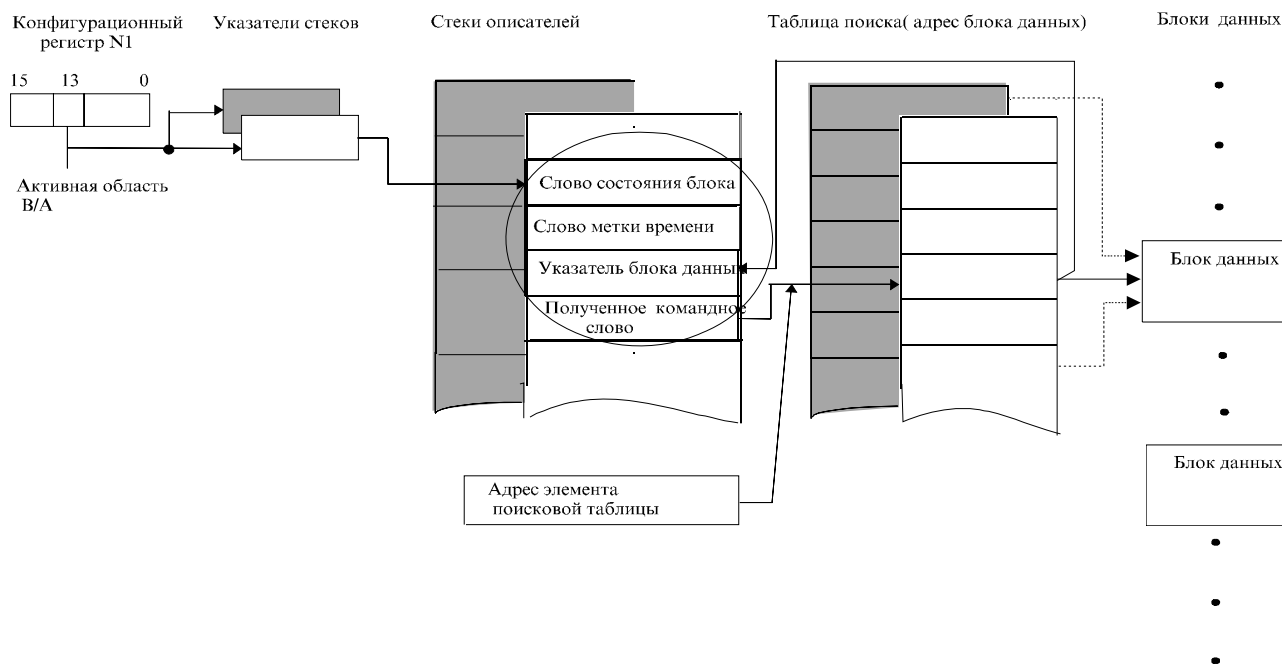 Конфигурационный
регистр N1
Указатели стеков
Стеки описателей
Таблица поиска( адрес блока данных)
Блоки данных
15 13 0
Активная область
B/A
Слово состояния блока
Слово метки времени
Указатель блока данных
Полученное командное
слово
Блок данных
Адрес элемента
поисковой таблицы
Блок данных